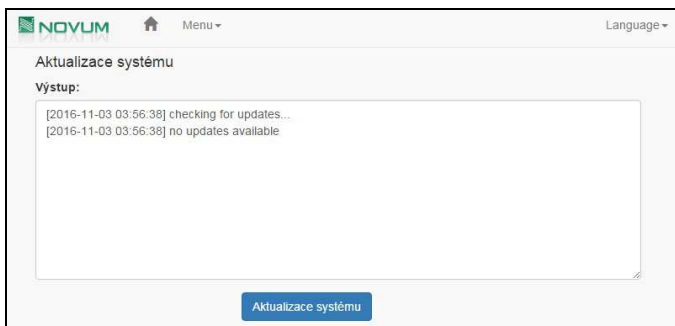 NOVUM Menu Language
Aktualizace systému
Výstup:
[2016-11-03 03:56:38] checking for updates...
[2016-11-03 03:56:38] no updates available
Aktualizace systému